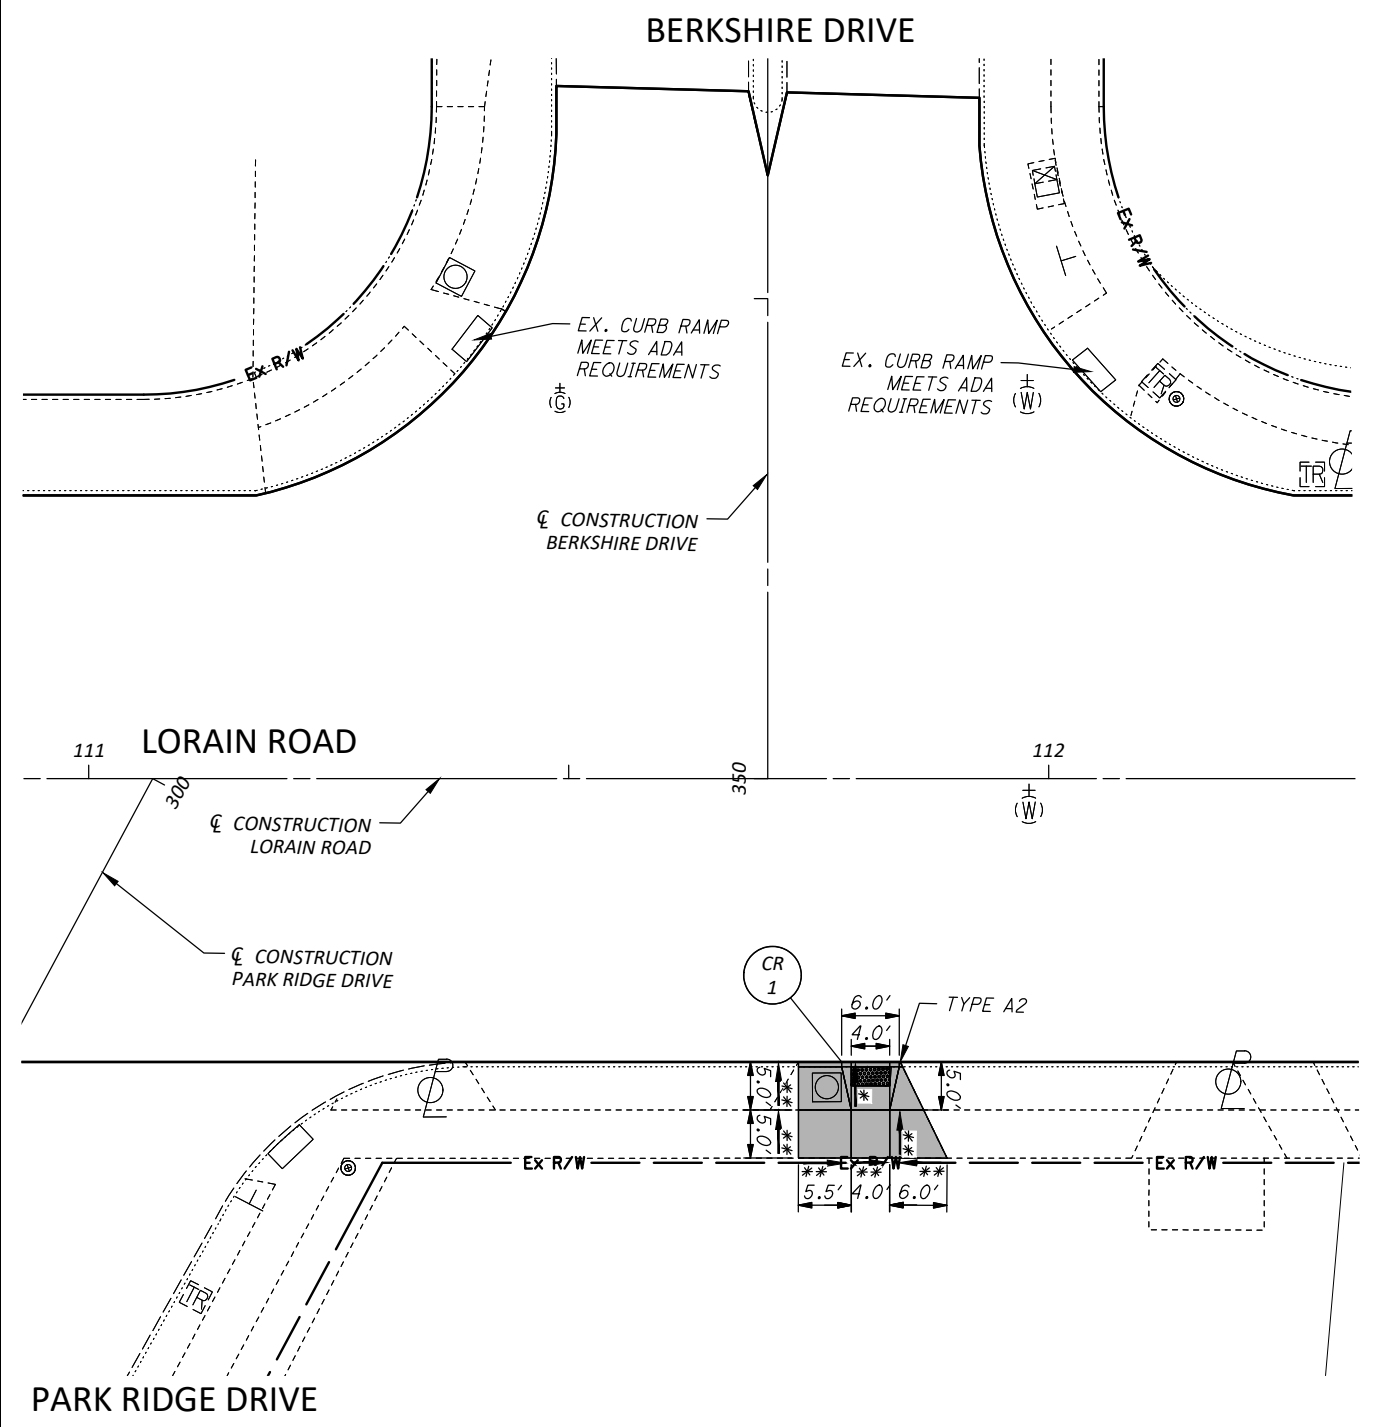 BERKSHIRE DRIVE
Ex R/W
Ex R/W
EX. CURB RAMP
MEETS ADA
REQUIREMENTS
EX. CURB RAMP
MEETS ADA
REQUIREMENTS
±
(G)
±
(W)
TR
TR
℄ CONSTRUCTION
BERKSHIRE DRIVE
111
LORAIN ROAD
112
300
350
±
(W)
℄ CONSTRUCTION
LORAIN ROAD
℄ CONSTRUCTION
PARK RIDGE DRIVE
CR
1
6.0'
TYPE A2
4.0'
5.0'
**
*
5.0'
5.0'
**
**
Ex R/W
Ex R/W
Ex R/W
** ** **
5.5' 4.0' 6.0'
TR
PARK RIDGE DRIVE